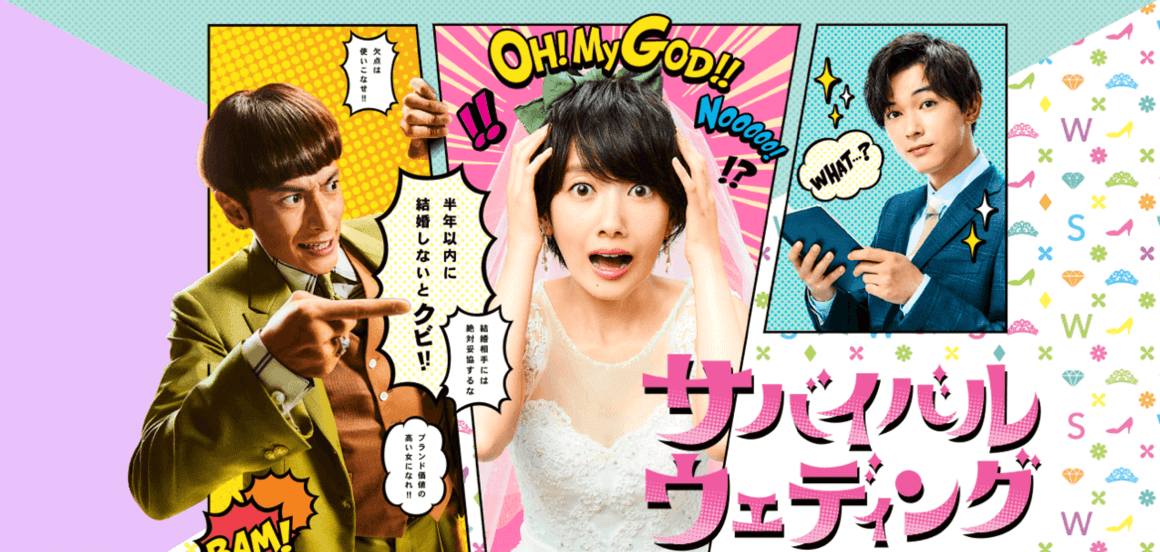 欠点は
使いこなせ!!
OH! MY GOD!!
!!
NOOOOO!
!?
WHAT...?
半年以内に
結婚しないとクビ!!
結婚相手には
絶対妥協するな
ブランド価値の
高い女になれ!!
BAM!
サバイバル
ウェディング
W
S
W
S
W
S
W